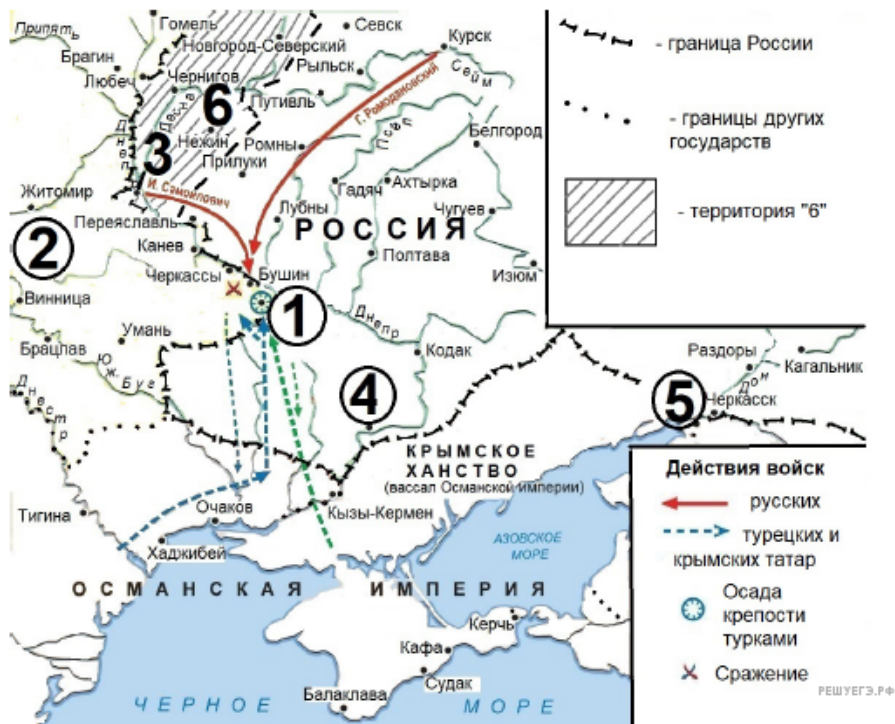 Гомель
Севск
Курск
Припять
Новгород-Северский
Брагин
Рыльск
Сейм
Любеч
Чернигов
Г. Ромодановский
Десна
Путивль
6
Днепр
Псёл
Белгород
Нежин
Ромны
3
Прилуки
Житомир
И. Самойлович
Гадяч
Ахтырка
Чугуев
Переяславль
Лубны
РОССИЯ
2
Канев
Полтава
Черкассы
Бушин
Изюм
Винница
1
Днепр
Умань
Брацлав
Кодак
Юж. Буг
Раздоры
Кагальник
Дон
Днестр
4
5
Черкасск
КРЫМСКОЕ
ХАНСТВО
(вассал Османской империи)
Тигина
Очаков
Кызы-Кермен
Хаджибей
АЗОВСКОЕ
МОРЕ
ОСМАНСКАЯ ИМПЕРИЯ
Керчь
Кафа
Судак
Балаклава
ЧЕРНОЕ МОРЕ
- граница России
- границы других
государств
- территория "6"
Действия войск
русских
турецких и
крымских татар
Осада
крепости
турками
Сражение
РЕШУЕГЭ.РФ